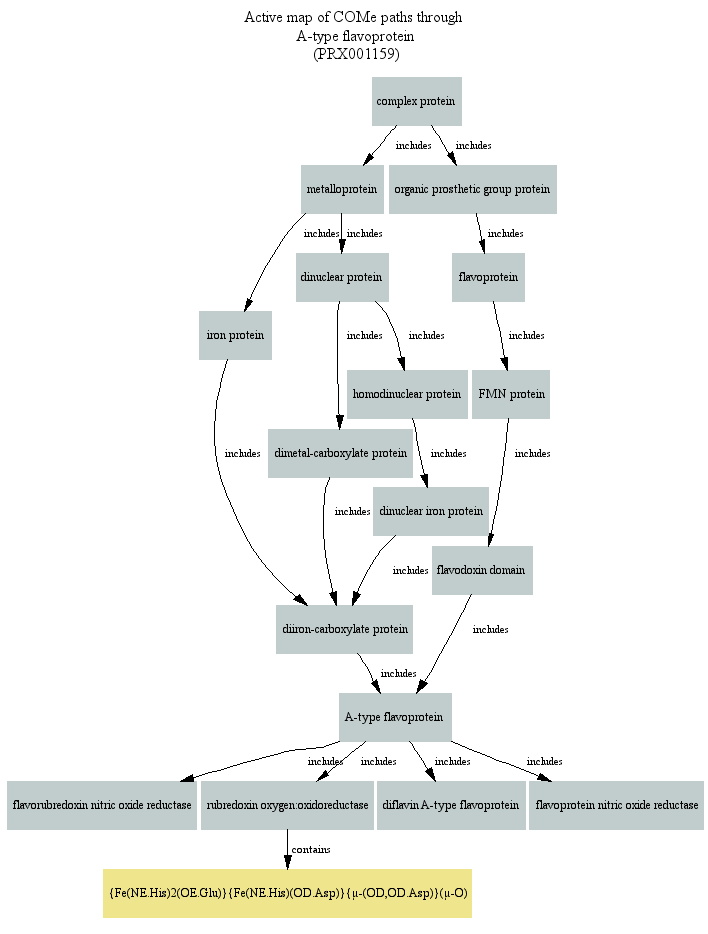 Active map of COMe paths through
A-type flavoprotein
(PRX001159)
complex protein
includes
includes
metalloprotein
organic prosthetic group protein
includes
includes
includes
dinuclear protein
flavoprotein
iron protein
includes
includes
includes
homodinuclear protein
FMN protein
dimetal-carboxylate protein
includes
includes
includes
dinuclear iron protein
includes
flavodoxin domain
includes
diiron-carboxylate protein
includes
includes
A-type flavoprotein
includes
includes
includes
includes
flavorubredoxin nitric oxide reductase
rubredoxin oxygen:oxidoreductase
diflavin A-type flavoprotein
flavoprotein nitric oxide reductase
contains
{Fe(NE.His)2(OE.Glu)}{Fe(NE.His)(OD.Asp)}{μ-(OD,OD.Asp)}(μ-O)